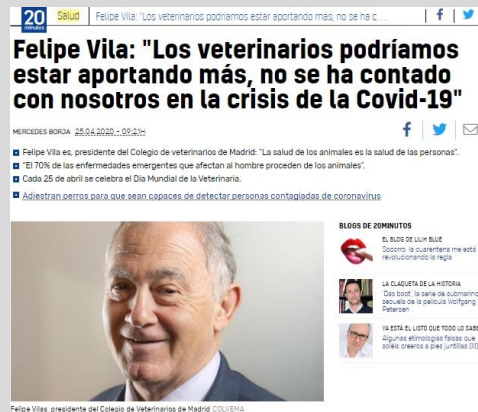 20
minutos
Salud
Felipe Vila: "Los veterinarios podríamos estar aportando más, no se ha c...
Felipe Vila: "Los veterinarios podríamos
estar aportando más, no se ha contado
con nosotros en la crisis de la Covid-19"
MERCEDES BORJA 25.04.2020 - 09:21H
Felipe Vila es, presidente del Colegio de veterinarios de Madrid: "La salud de los animales es la salud de las personas".
"El 70% de las enfermedades emergentes que afectan al hombre proceden de los animales".
Cada 25 de abril se celebra el Día Mundial de la Veterinaria.
Adiestran perros para que sean capaces de detectar personas contagiadas de coronavirus
Felipe Vila, presidente del Colegio de Veterinarios de Madrid COLVEMA
BLOGS DE 20MINUTOS
EL BLOG DE LILIH BLUE
Socorro, la cuarentena me está
revolucionando la regla
LA CLAQUETA DE LA HISTORIA
'Das boot', la serie de submarinos
secuela de la película Wolfgang
Petersen
YA ESTÁ EL LISTO QUE TODO LO SABE
Algunas etimologías falsas que
soléis creeros a pies juntillas (III)